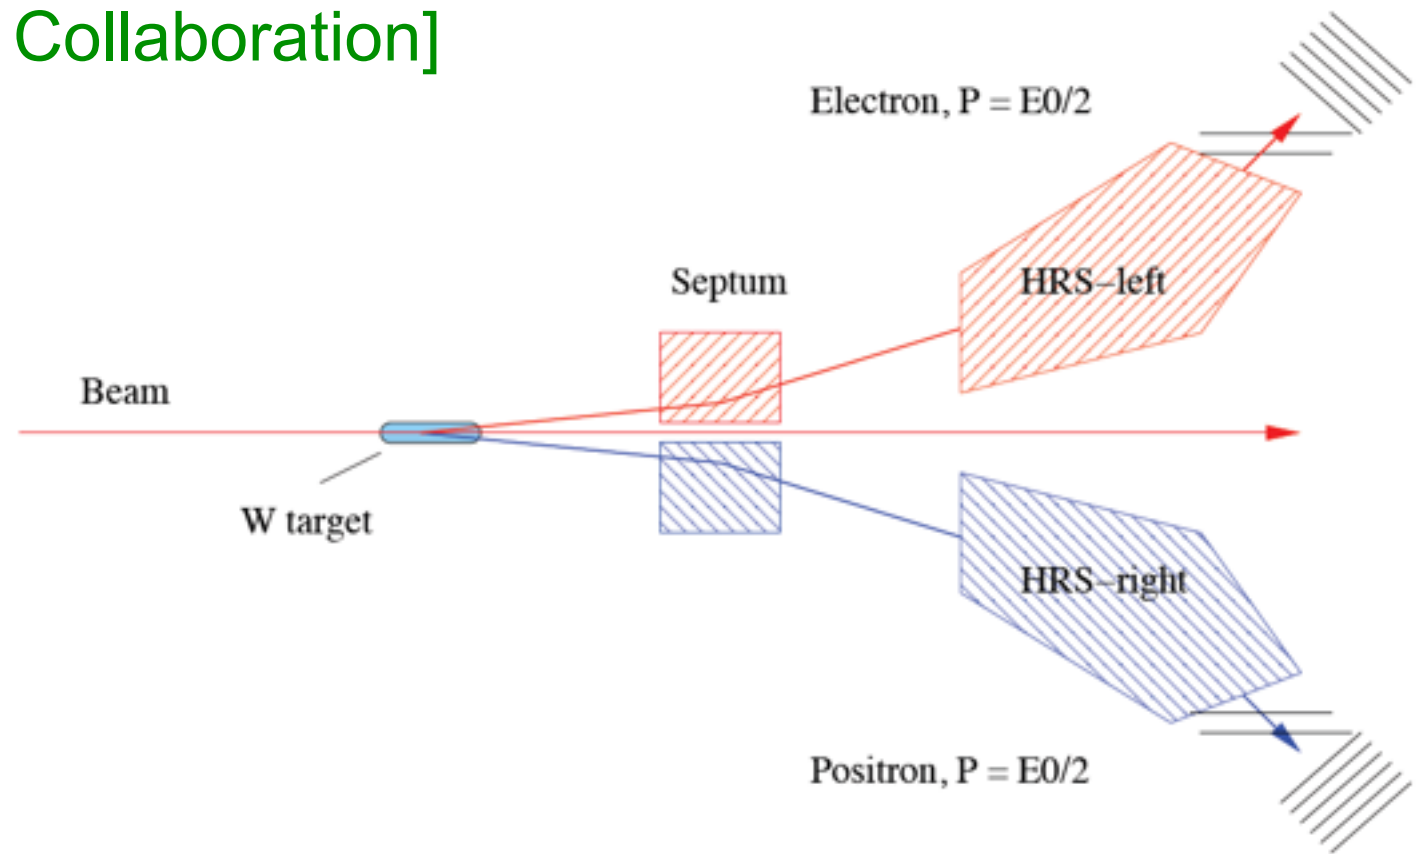 Collaboration]
Electron, P = E0/2
Septum
HRS–left
Beam
W target
HRS–right
Positron, P = E0/2